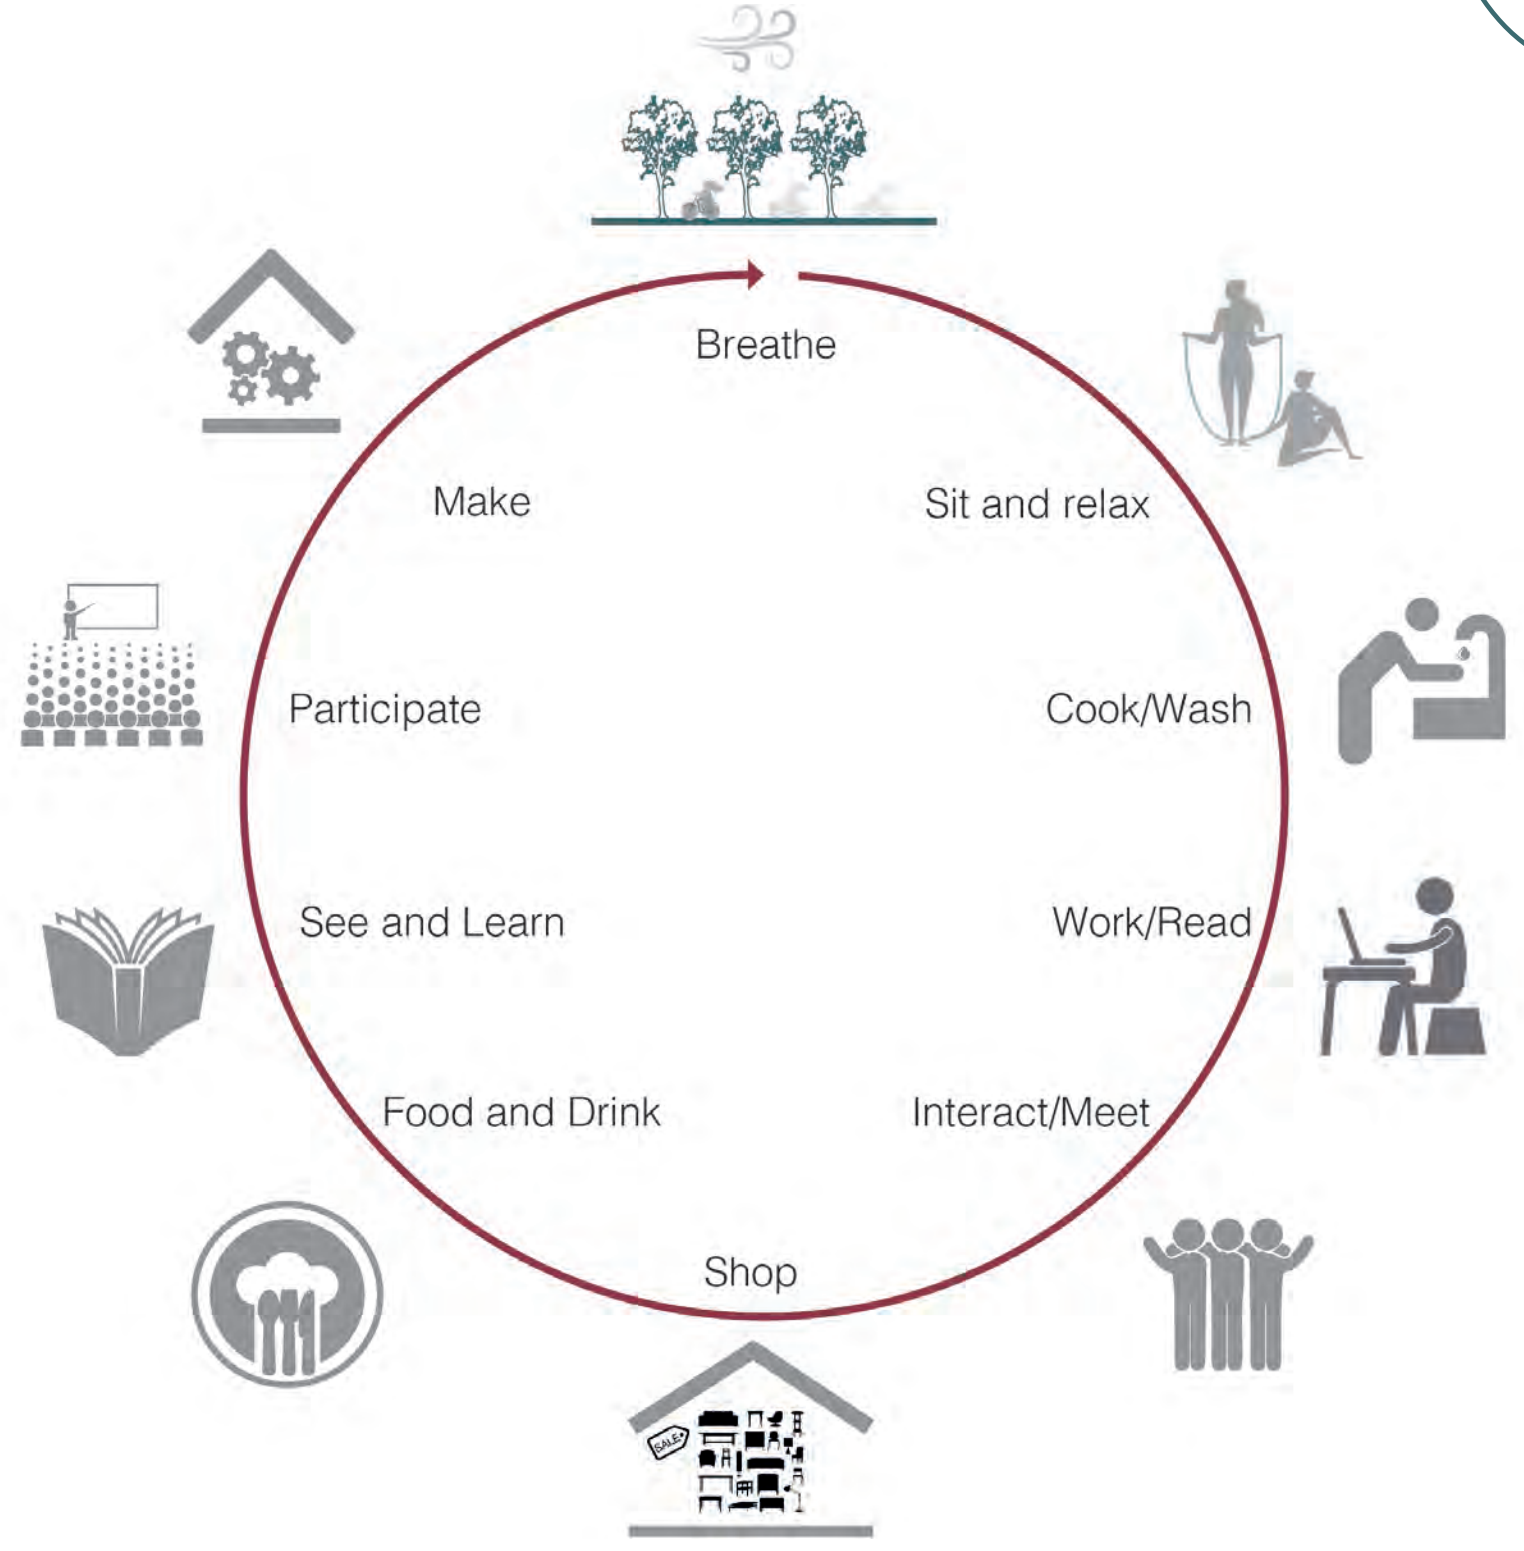 Breathe
Sit and relax
Cook/Wash
Work/Read
Interact/Meet
Shop
Food and Drink
See and Learn
Participate
Make
SALE